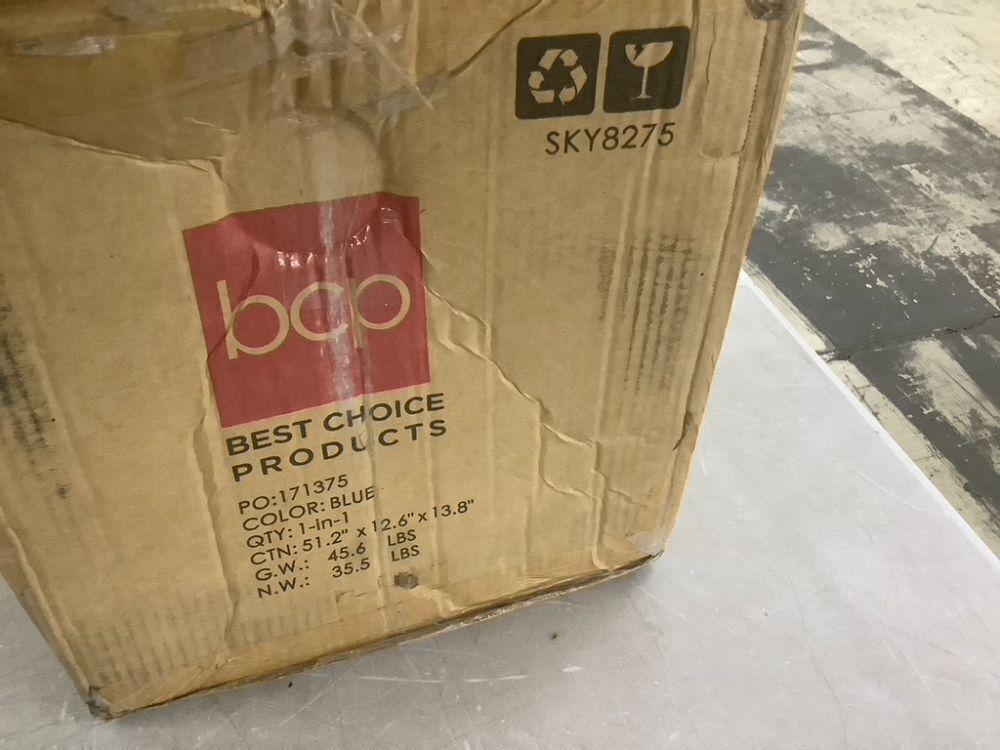 SKY8275
bcp
BEST CHOICE
PRODUCTS
PO:171375
COLOR: BLUE
QTY: 1-in-1
CTN: 51.2" x 12.6" x 13.8"
G.W.: 45.6 LBS
N.W.: 35.5 LBS